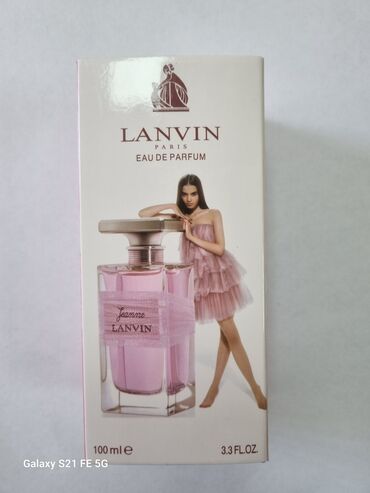 LANVIN
PARIS
EAU DE PARFUM
Jeanne
LANVIN
100 ml ℮
3.3 FL.OZ.
Galaxy S21 FE 5G